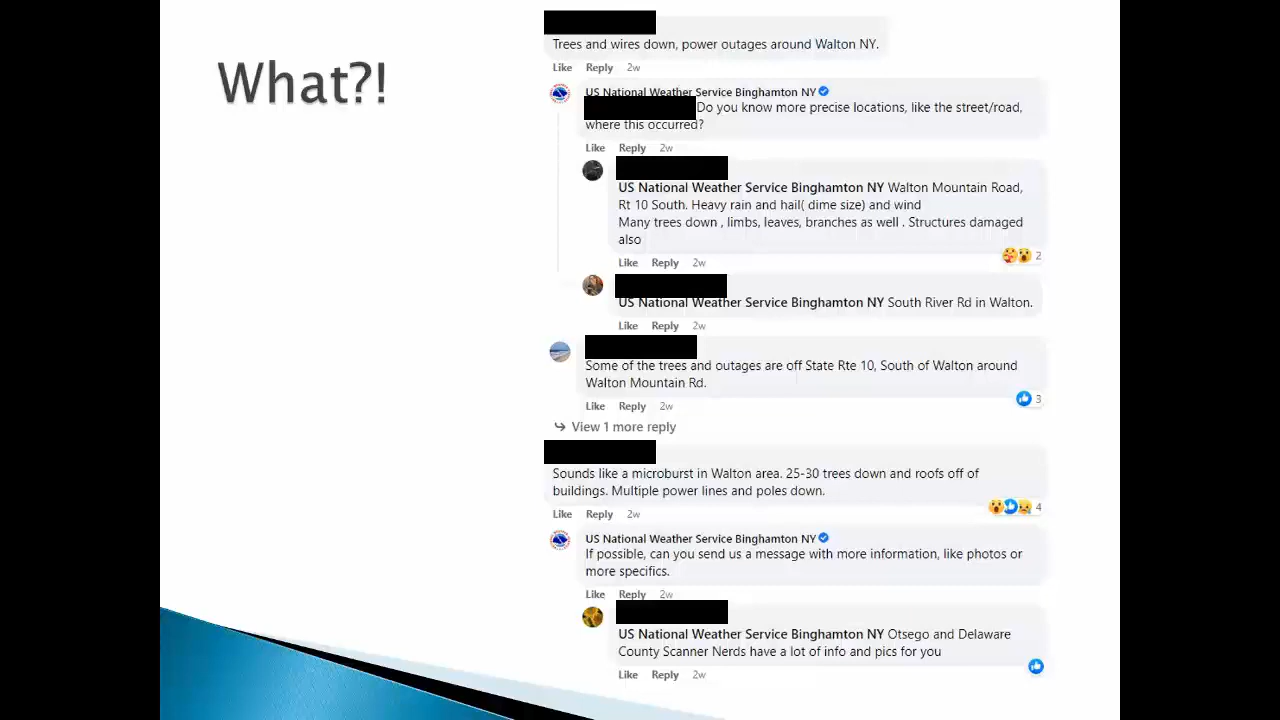 What?!
Trees and wires down, power outages around Walton NY.
Like Reply 2w
US National Weather Service Binghamton NY
Do you know more precise locations, like the street/road,
where this occurred?
Like Reply 2w
US National Weather Service Binghamton NY Walton Mountain Road,
Rt 10 South. Heavy rain and hail( dime size) and wind
Many trees down , limbs, leaves, branches as well . Structures damaged
also
2
Like Reply 2w
US National Weather Service Binghamton NY South River Rd in Walton.
Like Reply 2w
Some of the trees and outages are off State Rte 10, South of Walton around
Walton Mountain Rd.
3
Like Reply 2w
View 1 more reply
Sounds like a microburst in Walton area. 25-30 trees down and roofs off of
buildings. Multiple power lines and poles down.
4
Like Reply 2w
US National Weather Service Binghamton NY
If possible, can you send us a message with more information, like photos or
more specifics.
Like Reply 2w
US National Weather Service Binghamton NY Otsego and Delaware
County Scanner Nerds have a lot of info and pics for you
Like Reply 2w